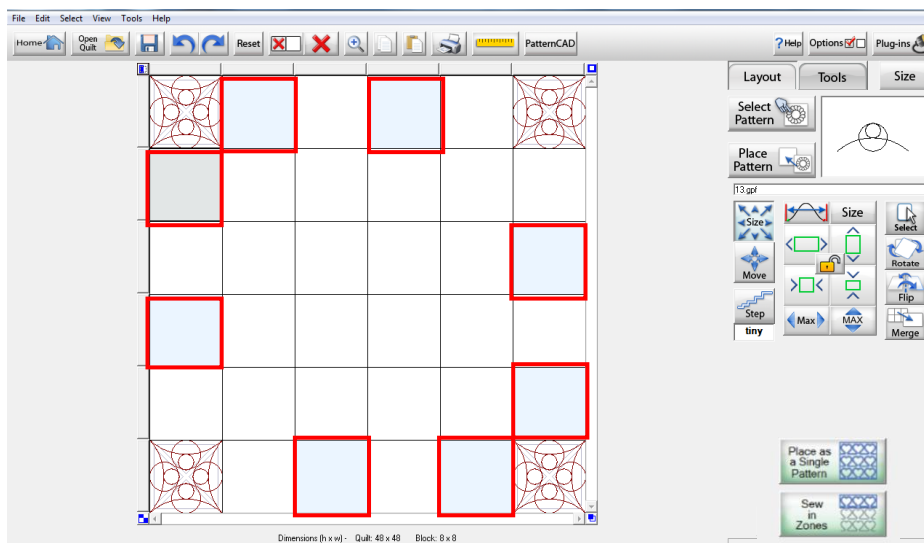 File Edit Select View Tools Help
Home Open Quilt Reset PatternCAD ?Help Options Plug-ins
Layout Tools Size
Select Pattern
Place Pattern
13.gpf
Size Size Select
Move Rotate
Step Max MAX Flip
tiny Merge
Place as
a Single
Pattern
Sew
in
Zones
Dimensions (h x w) - Quilt: 48 x 48 Block: 8 x 8